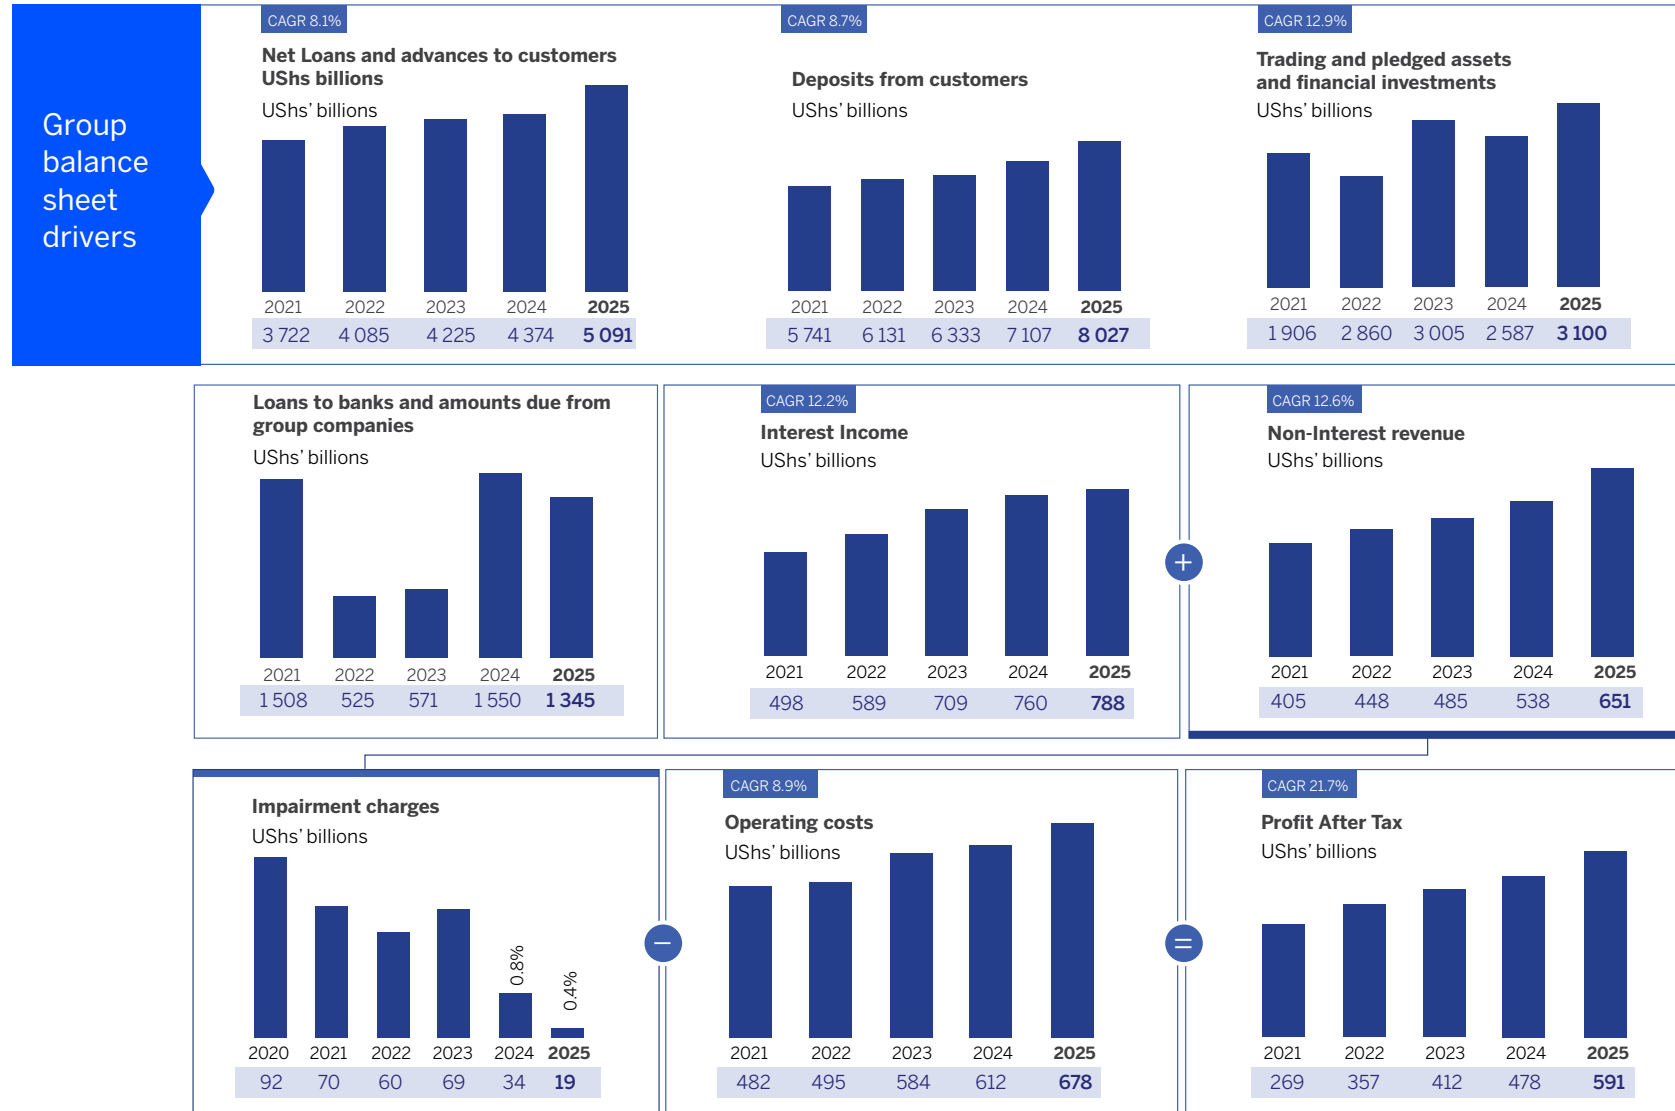 Group
balance
sheet
drivers
CAGR 8.1%
Net Loans and advances to customers
UShs billions
UShs' billions
2021 2022 2023 2024 2025
3 722 4 085 4 225 4 374 5 091
CAGR 8.7%
Deposits from customers
UShs' billions
2021 2022 2023 2024 2025
5 741 6 131 6 333 7 107 8 027
CAGR 12.9%
Trading and pledged assets
and financial investments
UShs' billions
2021 2022 2023 2024 2025
1 906 2 860 3 005 2 587 3 100
Loans to banks and amounts due from
group companies
UShs' billions
2021 2022 2023 2024 2025
1 508 525 571 1 550 1 345
CAGR 12.2%
Interest Income
UShs' billions
2021 2022 2023 2024 2025
498 589 709 760 788
+
CAGR 12.6%
Non-Interest revenue
UShs' billions
2021 2022 2023 2024 2025
405 448 485 538 651
Impairment charges
UShs' billions
0.8%
0.4%
2020 2021 2022 2023 2024 2025
92 70 60 69 34 19
−
CAGR 8.9%
Operating costs
UShs' billions
2021 2022 2023 2024 2025
482 495 584 612 678
=
CAGR 21.7%
Profit After Tax
UShs' billions
2021 2022 2023 2024 2025
269 357 412 478 591